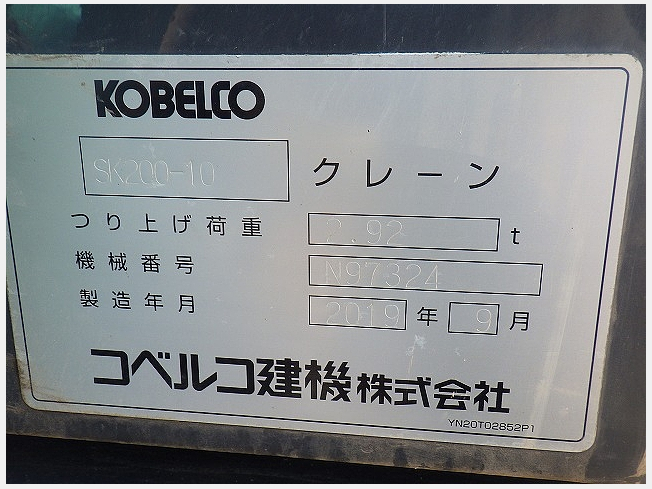 KOBELCO
SK200-10 クレーン
つり上げ荷重 2.92 t
機械番号 N97324
製造年月 2019 年 9 月
コベルコ建機株式会社
YN20T02852P1